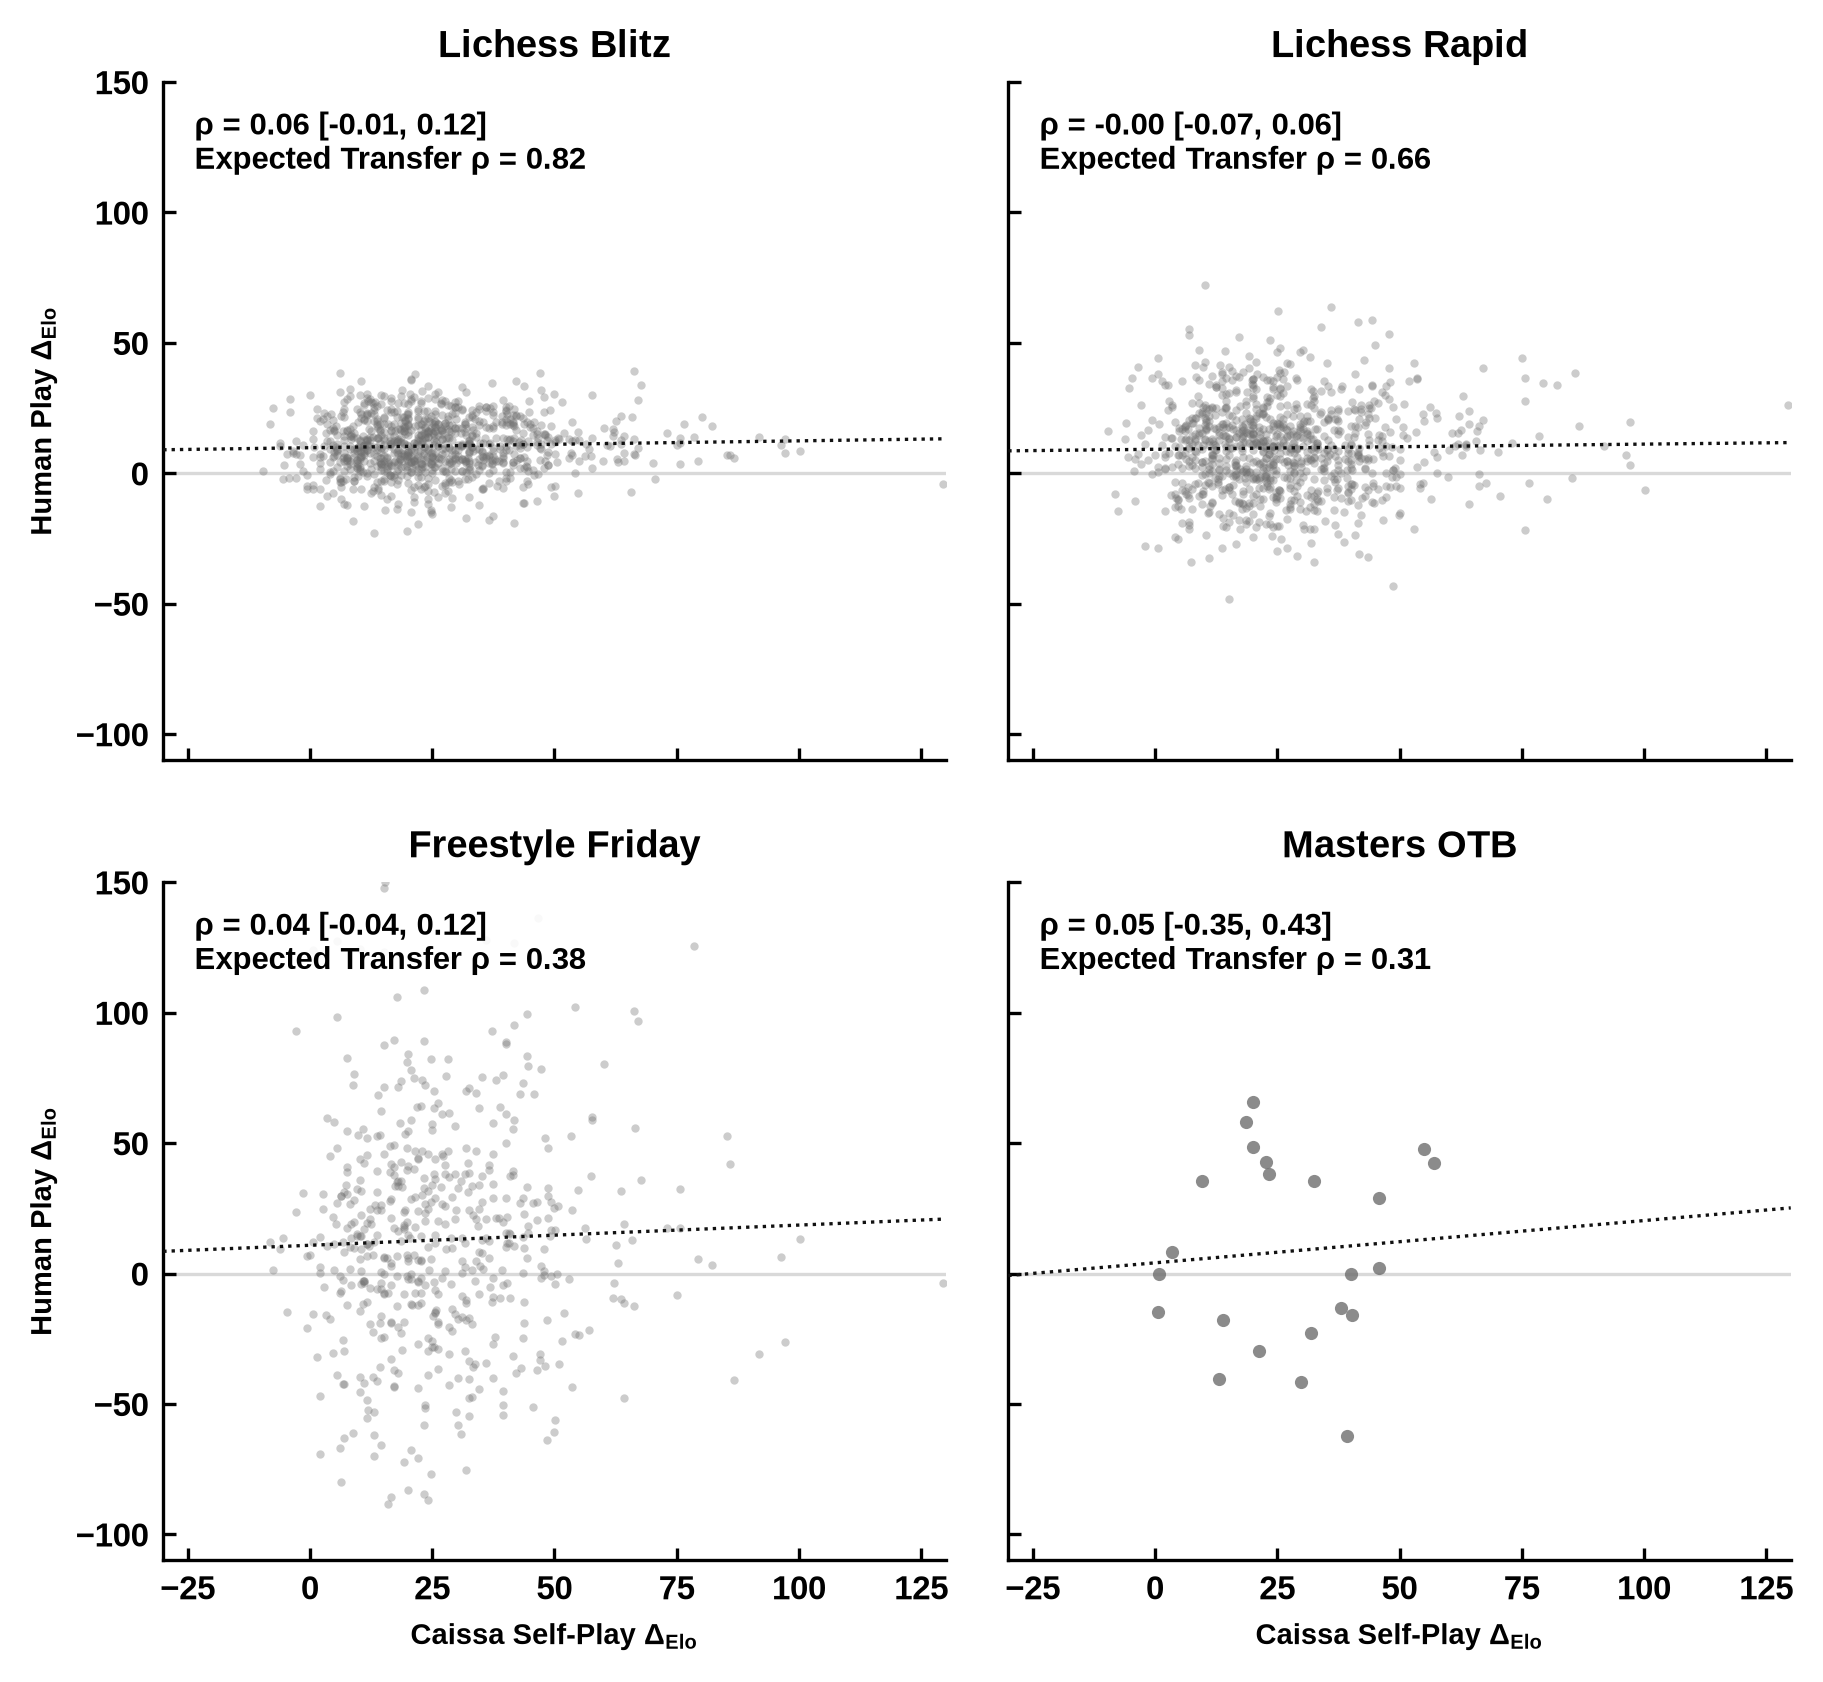 Lichess Blitz
Lichess Rapid
150
100
50
0
−50
−100
Human Play ΔElo
ρ = 0.06 [-0.01, 0.12]
Expected Transfer ρ = 0.82
ρ = -0.00 [-0.07, 0.06]
Expected Transfer ρ = 0.66
Freestyle Friday
Masters OTB
150
100
50
0
−50
−100
Human Play ΔElo
ρ = 0.04 [-0.04, 0.12]
Expected Transfer ρ = 0.38
ρ = 0.05 [-0.35, 0.43]
Expected Transfer ρ = 0.31
−25 0 25 50 75 100 125
−25 0 25 50 75 100 125
Caissa Self-Play ΔElo
Caissa Self-Play ΔElo